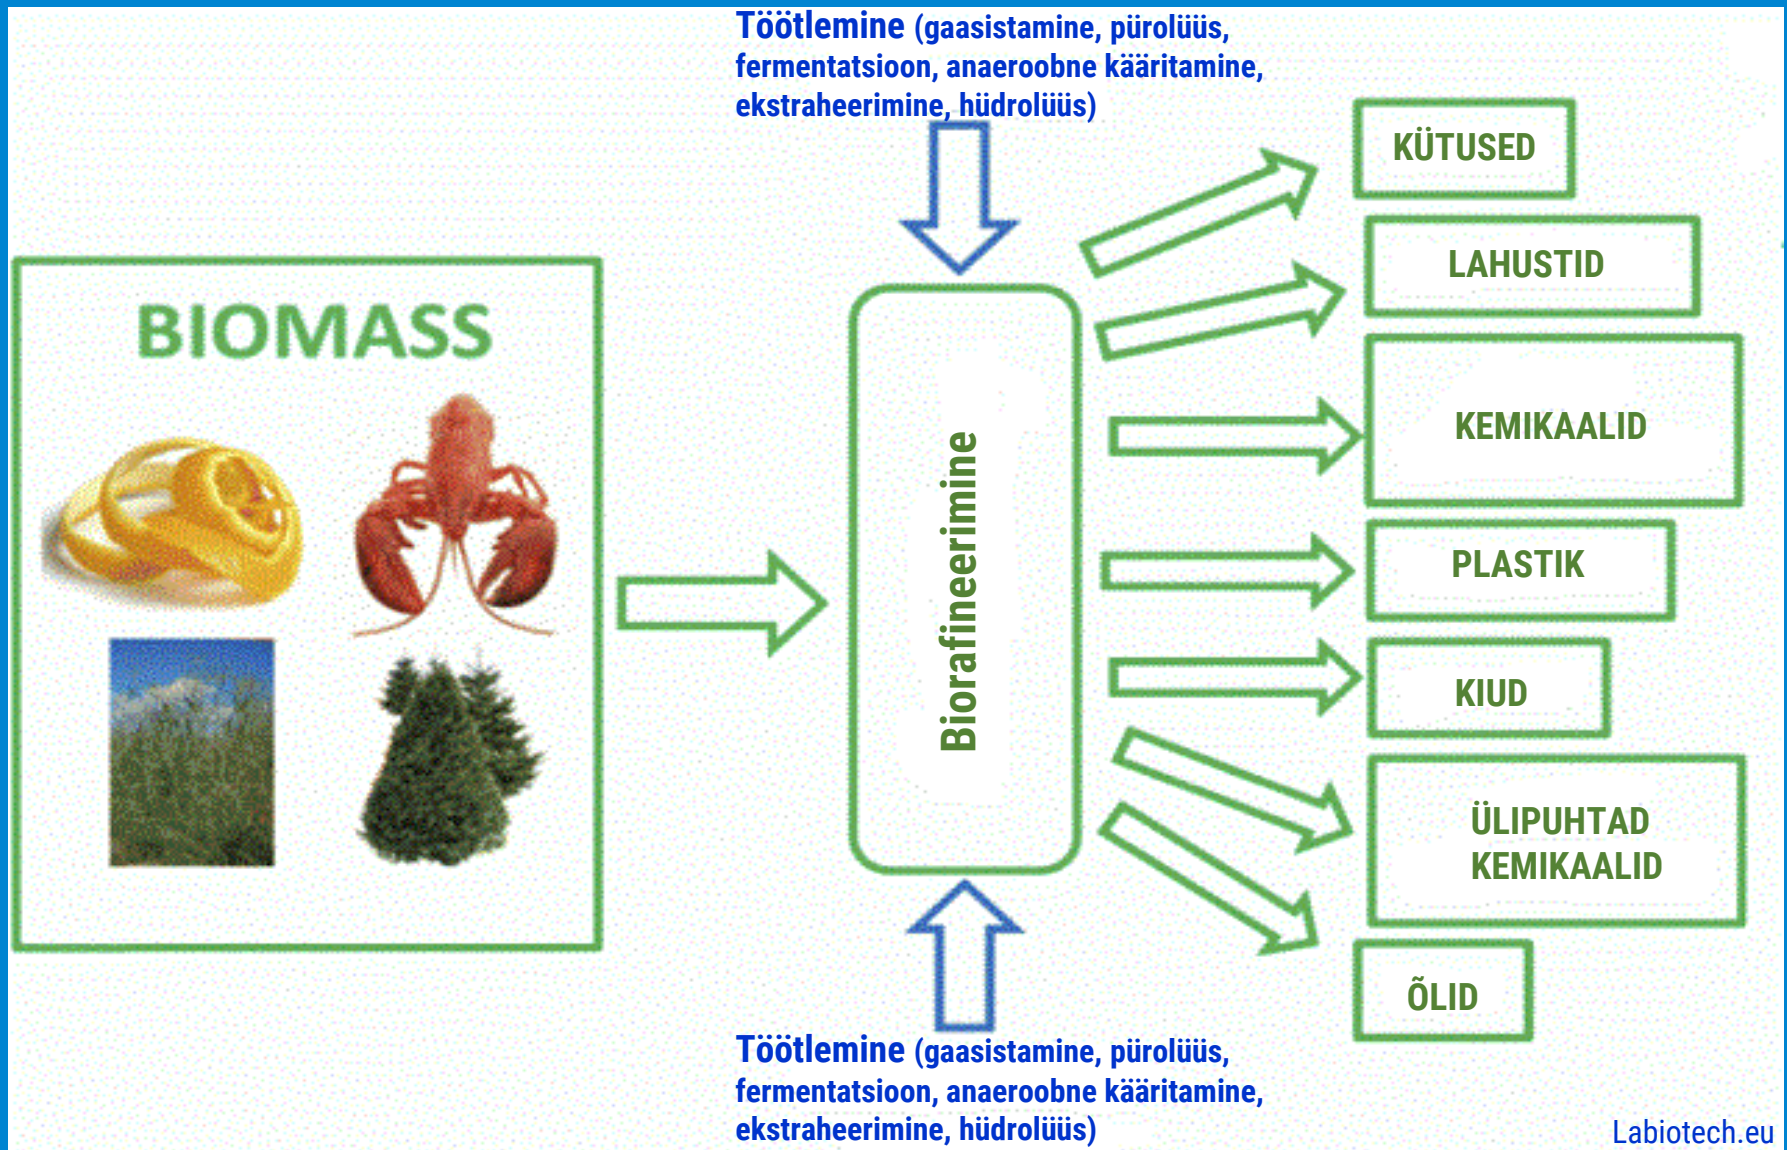 Töötlemine (gaasistamine, pürolüüs,
fermentatsioon, anaeroobne kääritamine,
ekstraheerimine, hüdrolüüs)
BIOMASS
Biorafineerimine
KÜTUSED
LAHUSTID
KEMIKAALID
PLASTIK
KIUD
ÜLIPUHTAD
KEMIKAALID
ÕLID
Töötlemine (gaasistamine, pürolüüs,
fermentatsioon, anaeroobne kääritamine,
ekstraheerimine, hüdrolüüs)
Labiotech.eu